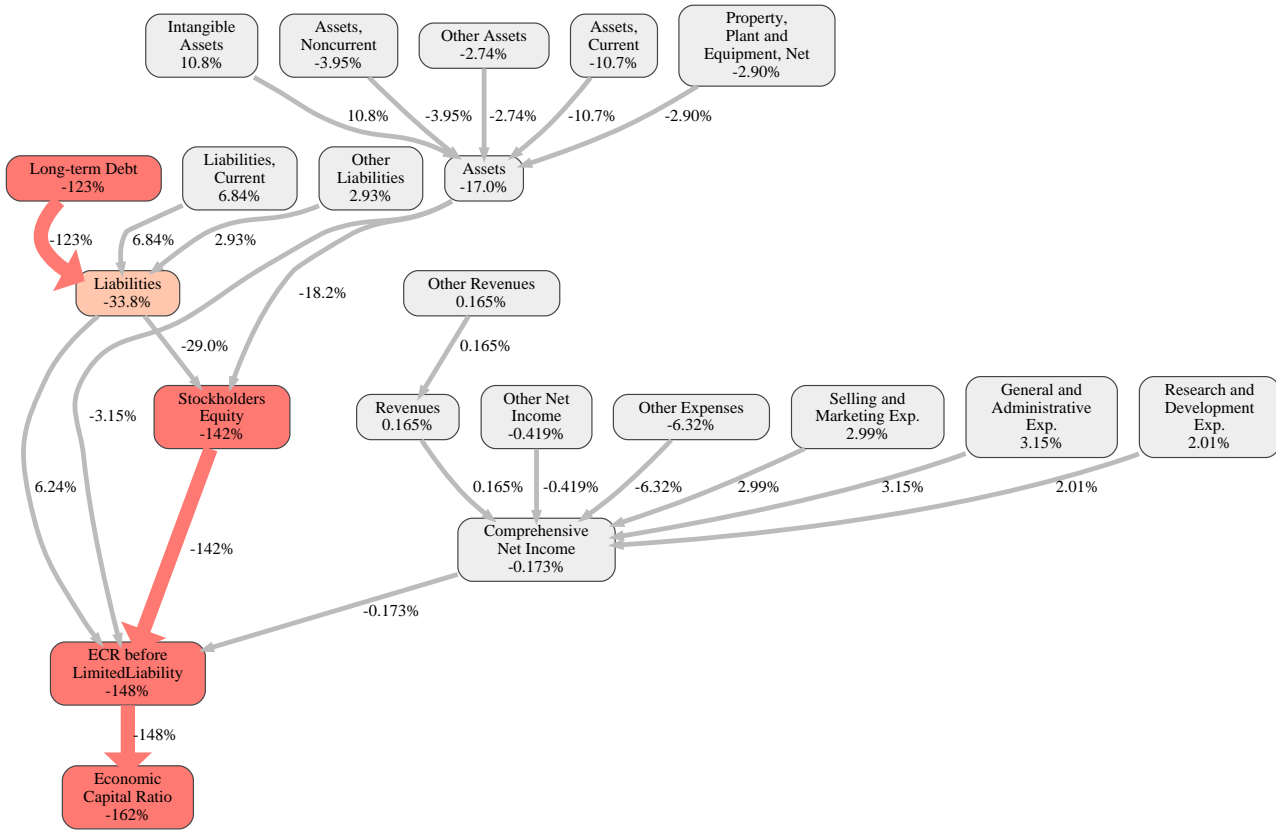 Intangible
Assets
10.8%
Assets,
Noncurrent
-3.95%
Other Assets
-2.74%
Assets,
Current
-10.7%
Property,
Plant and
Equipment, Net
-2.90%
10.8%
-3.95%
-2.74%
-10.7%
-2.90%
Long-term Debt
-123%
Liabilities,
Current
6.84%
Other
Liabilities
2.93%
Assets
-17.0%
-123%
6.84%
2.93%
Liabilities
-33.8%
-18.2%
Other Revenues
0.165%
-29.0%
0.165%
-3.15%
Stockholders
Equity
-142%
Revenues
0.165%
Other Net
Income
-0.419%
Other Expenses
-6.32%
Selling and
Marketing Exp.
2.99%
General and
Administrative
Exp.
3.15%
Research and
Development
Exp.
2.01%
6.24%
0.165%
-0.419%
-6.32%
2.99%
3.15%
2.01%
-142%
Comprehensive
Net Income
-0.173%
-0.173%
ECR before
LimitedLiability
-148%
-148%
Economic
Capital Ratio
-162%